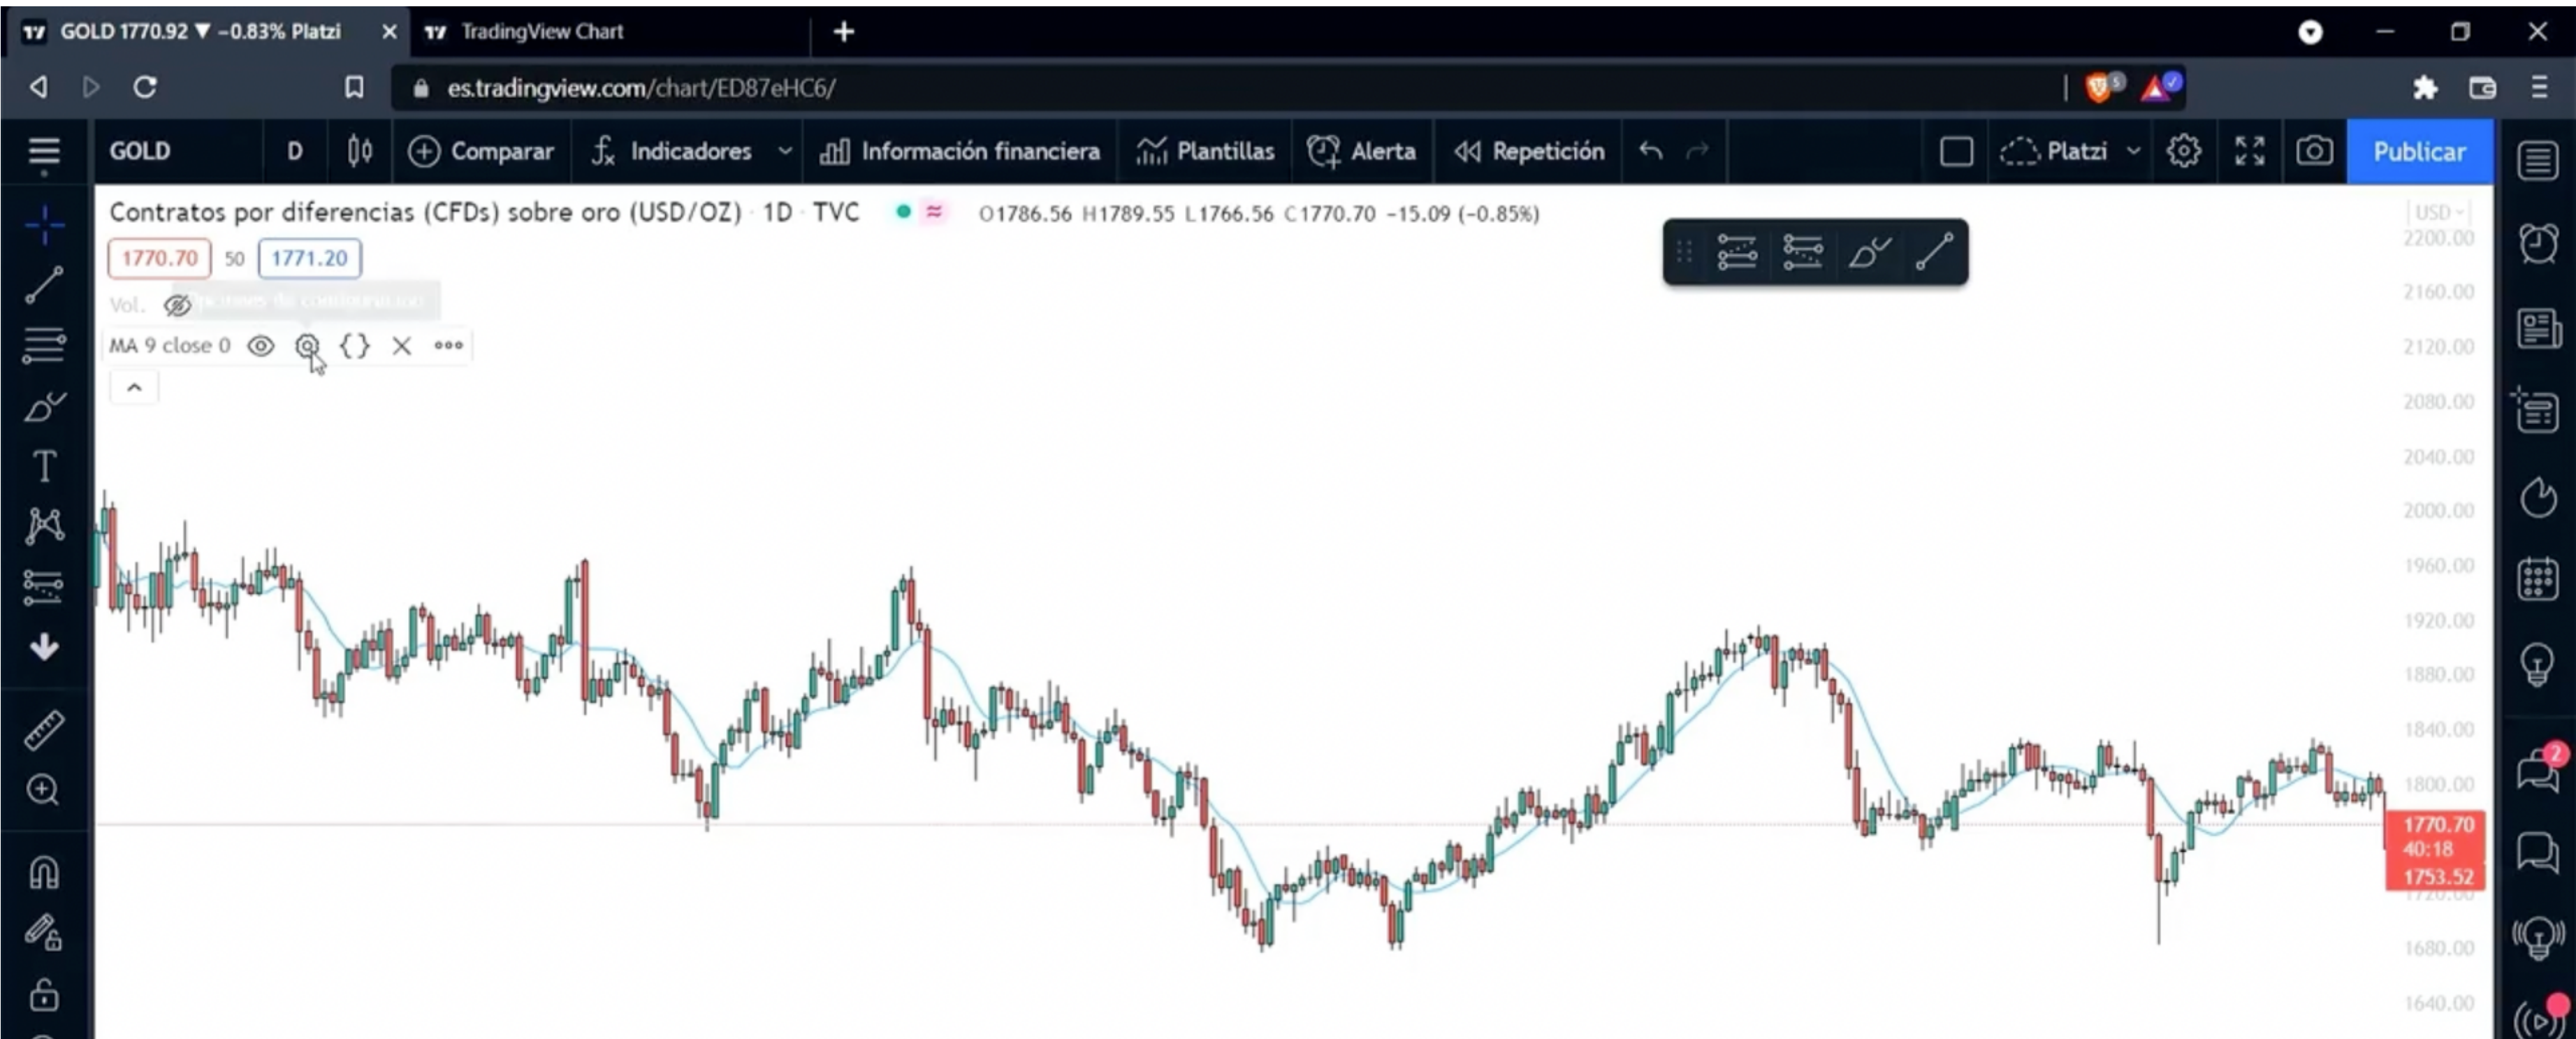 GOLD 1770.92 ▼ −0.83% Platzi
TradingView Chart
es.tradingview.com/chart/ED87eHC6/
5
GOLD D Comparar Indicadores Información financiera Plantillas Alerta Repetición Platzi Publicar
Contratos por diferencias (CFDs) sobre oro (USD/OZ) · 1D · TVC O1786.56 H1789.55 L1766.56 C1770.70 −15.09 (−0.85%)
1770.70 50 1771.20
Vol.
MA 9 close 0
USD
2200.00
2160.00
2120.00
2080.00
2040.00
2000.00
1960.00
1920.00
1880.00
1840.00
1800.00
1770.70
40:18
1753.52
1720.00
1680.00
1640.00
2